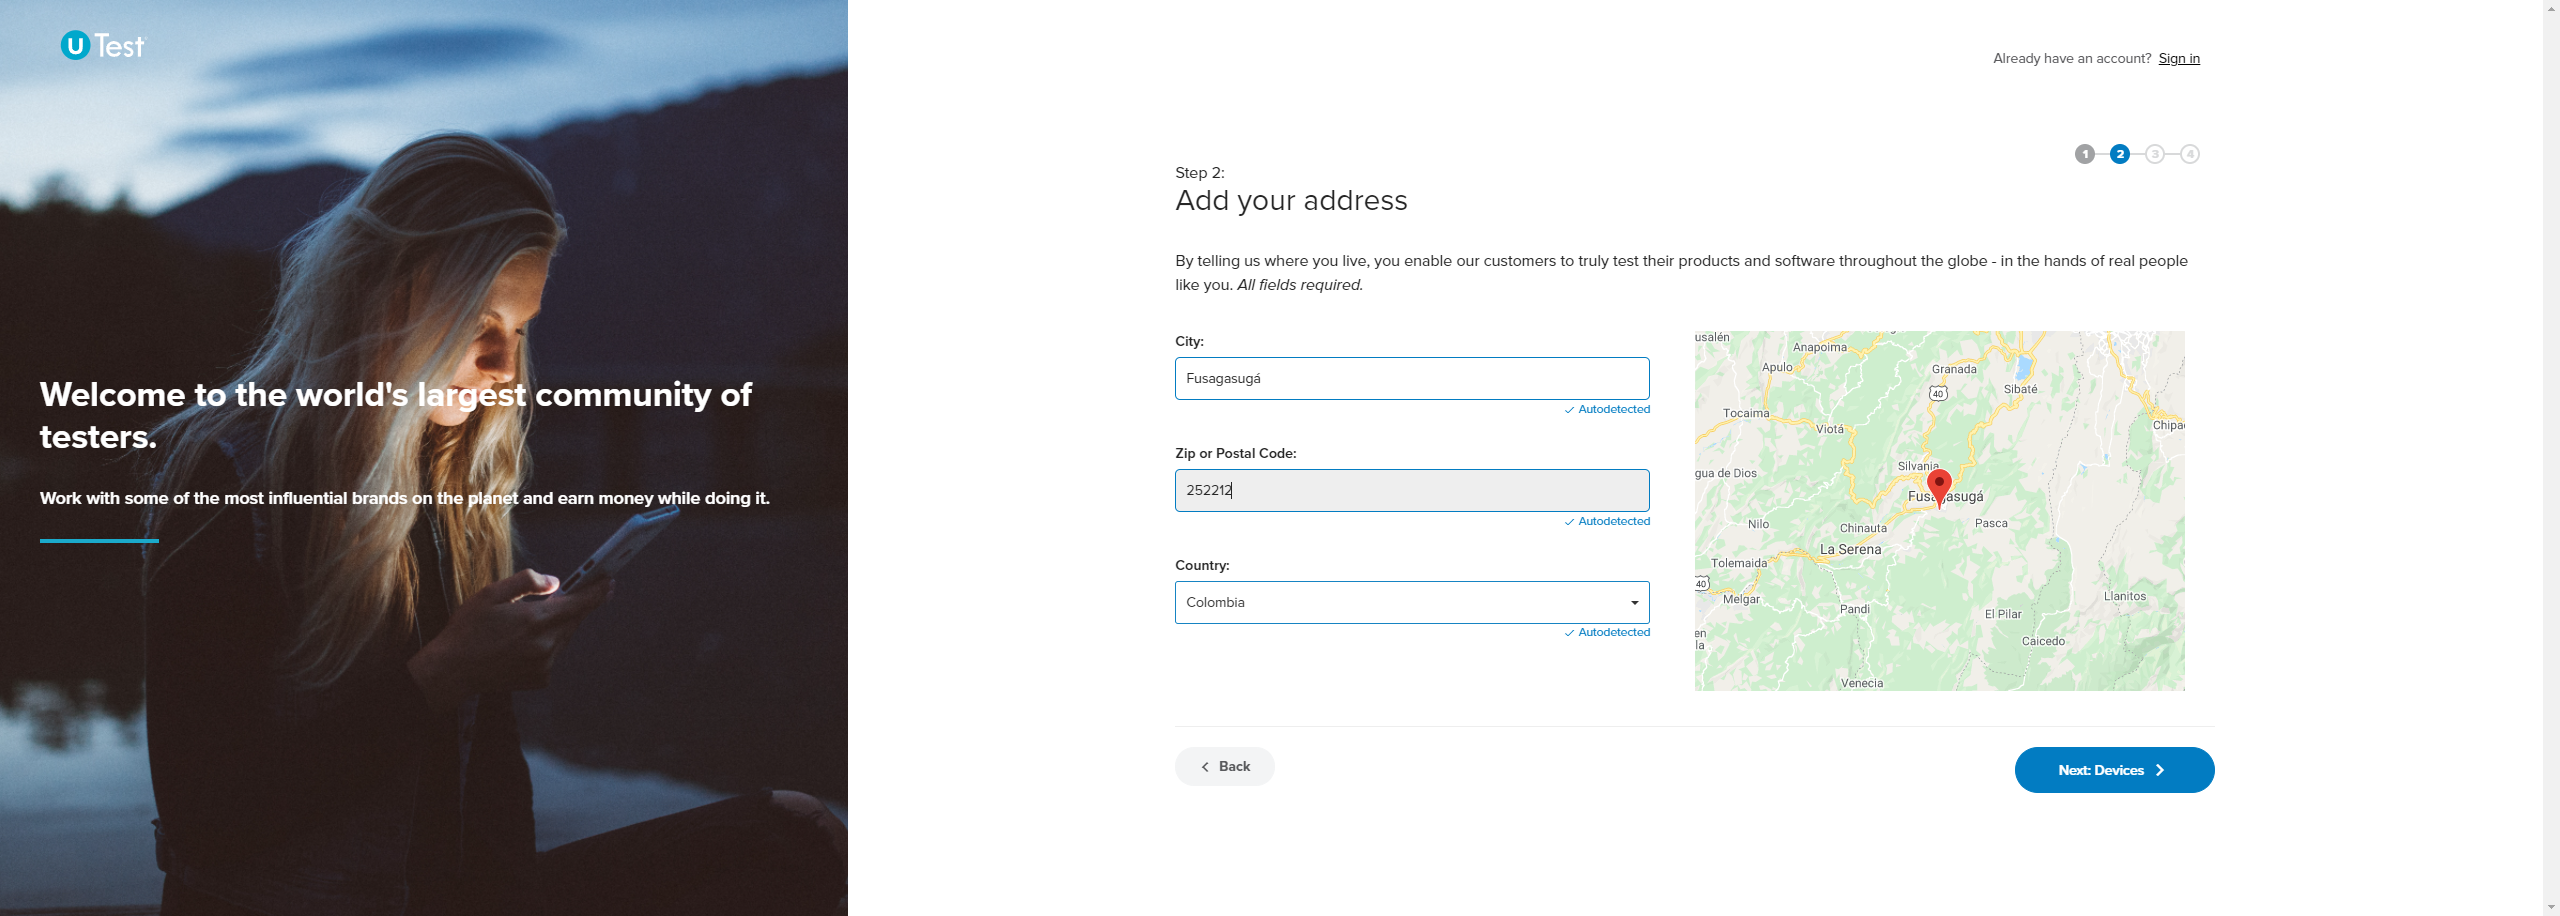 U Test
Already have an account? Sign in
1 2 3 4
Step 2:
Add your address
By telling us where you live, you enable our customers to truly test their products and software throughout the globe - in the hands of real people
like you. All fields required.
Welcome to the world's largest community of
testers.
Work with some of the most influential brands on the planet and earn money while doing it.
City:
Fusagasugá
Autodetected
Zip or Postal Code:
252212
Autodetected
Country:
Colombia
Autodetected
usalén
Anapoima
Apulo
Granada
Sibaté
40
Tocaima
Viotá
Chipa
Silvania
gua de Dios
Fusagasugá
Nilo
Chinauta
Pasca
La Serena
Tolemaida
40
Melgar
Pandi
Llanitos
El Pilar
en
la
Caicedo
Venecia
Back
Next: Devices